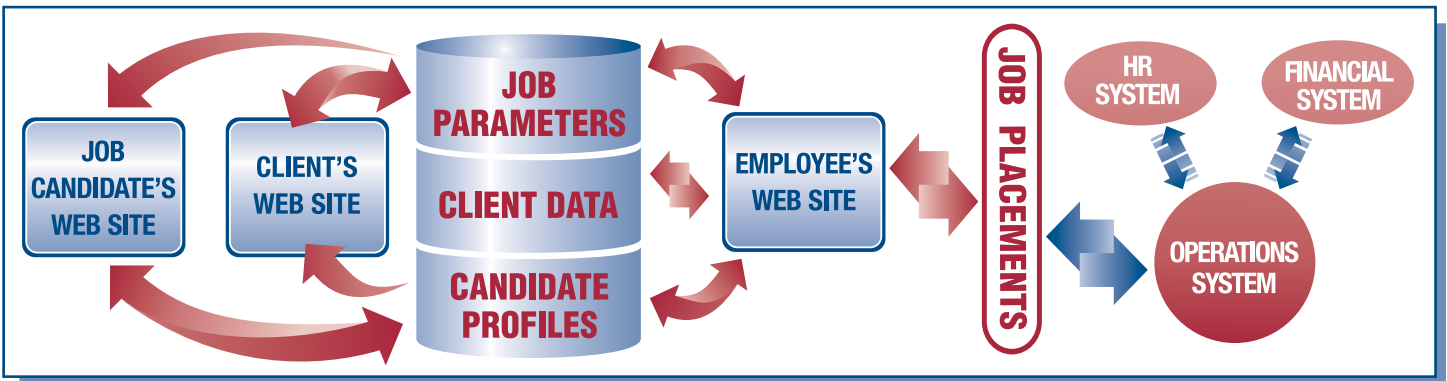 JOB
CANDIDATE'S
WEB SITE
CLIENT'S
WEB SITE
JOB
PARAMETERS
CLIENT DATA
CANDIDATE
PROFILES
EMPLOYEE'S
WEB SITE
JOB PLACEMENTS
HR
SYSTEM
FINANCIAL
SYSTEM
OPERATIONS
SYSTEM